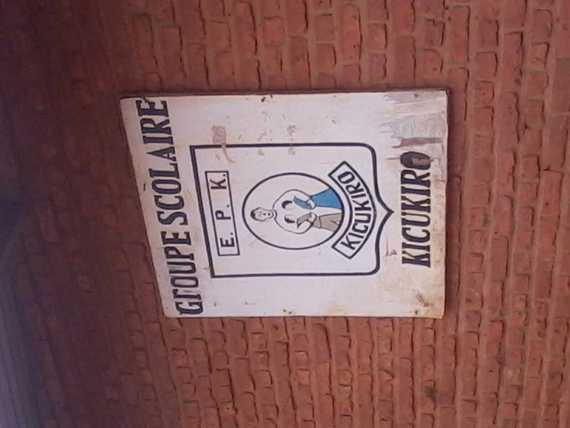 GROUPE SCOLAIRE
E. P. K.
KICUKIRO
KICUKIRO